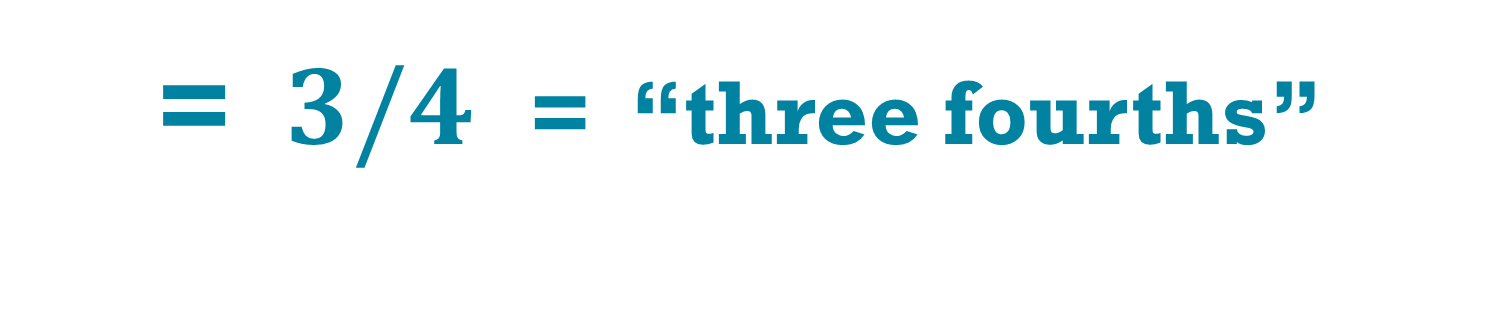 = 3/4 = “three fourths”